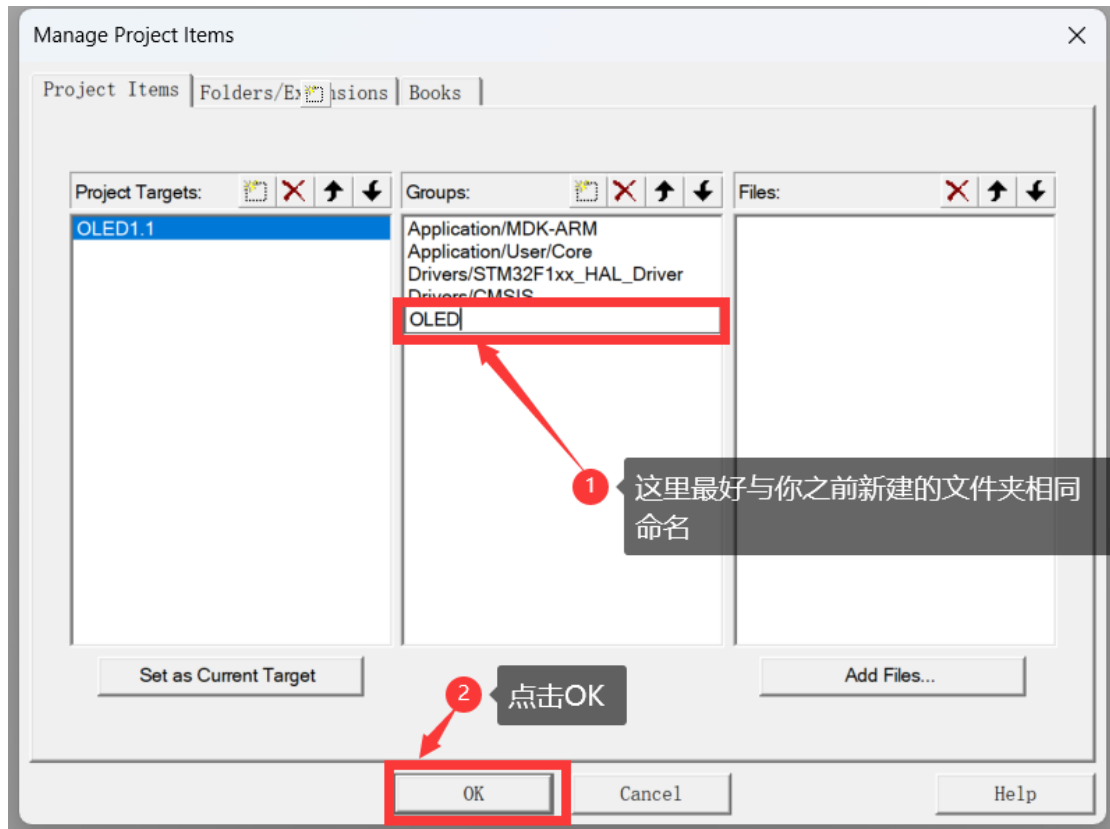 Manage Project Items
Project Items Folders/Ex nsions Books
Project Targets: Groups: Files:
OLED1.1
Application/MDK-ARM
Application/User/Core
Drivers/STM32F1xx_HAL_Driver
Drivers/CMSIS
OLED
1 这里最好与你之前新建的文件夹相同
命名
Set as Current Target
Add Files...
2 点击OK
OK Cancel Help